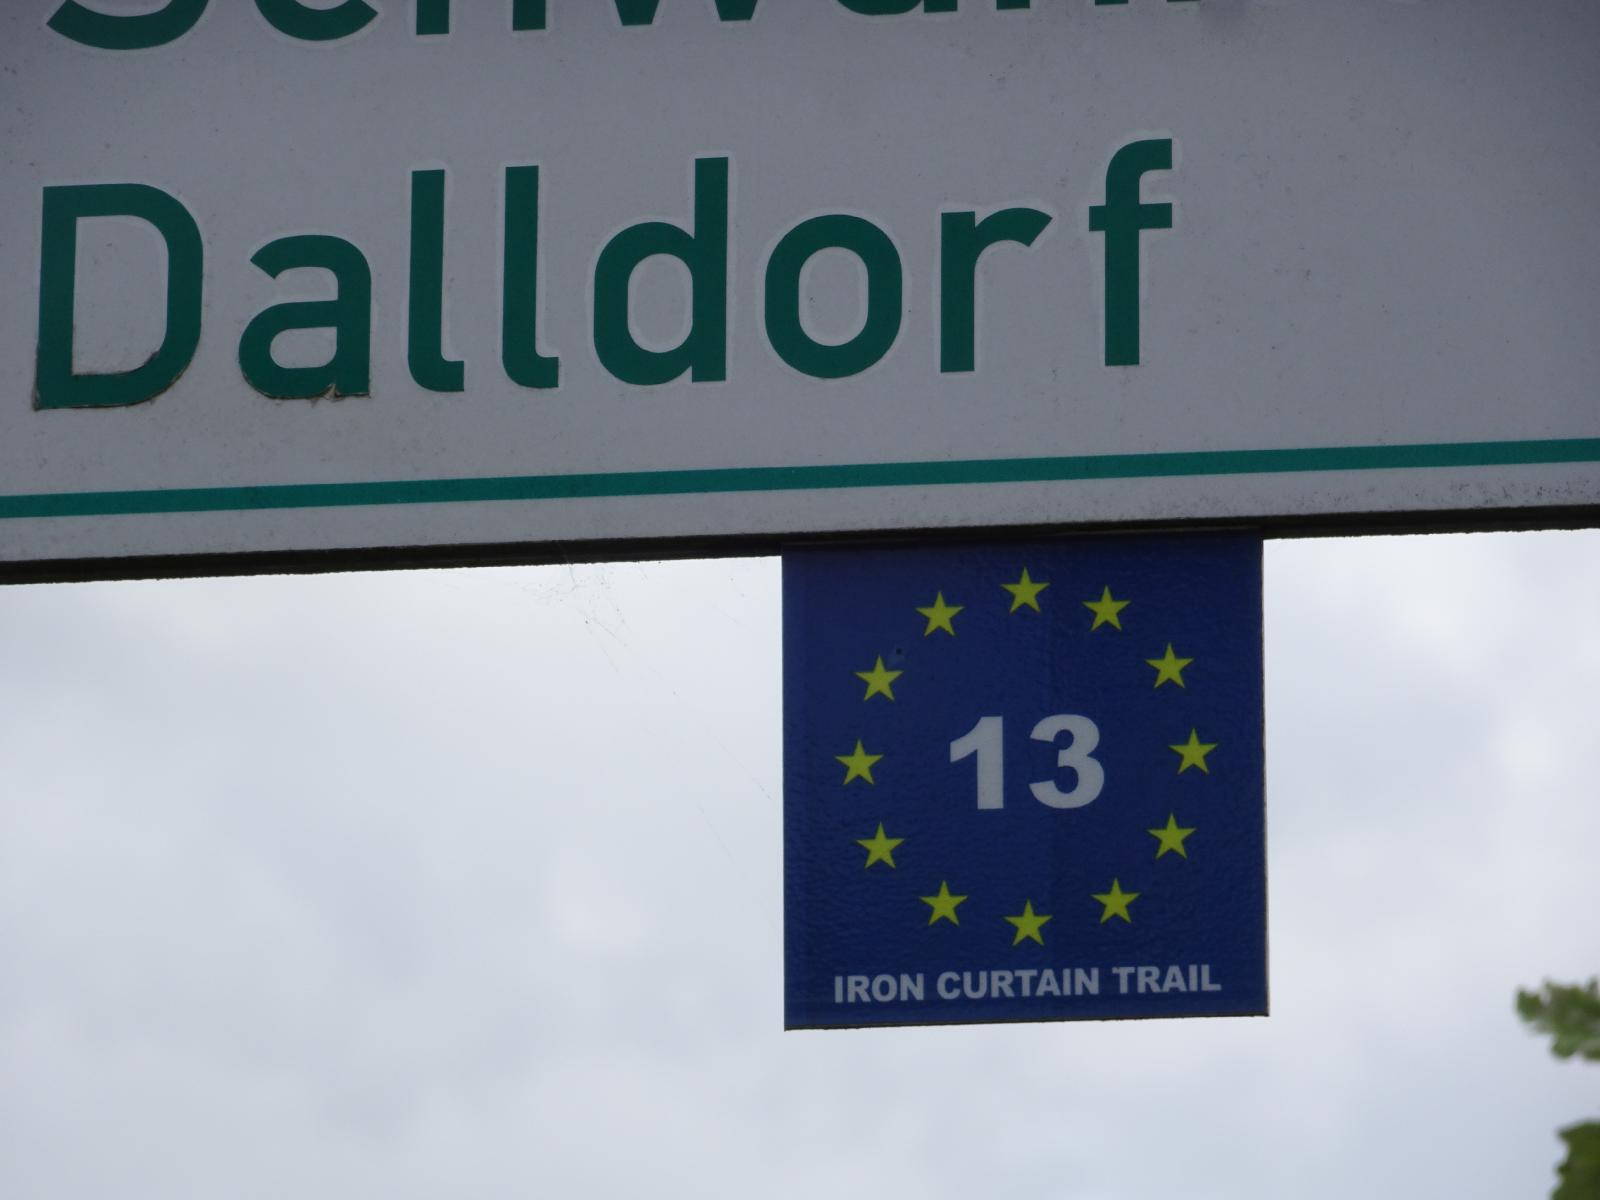 Dalldorf
13
IRON CURTAIN TRAIL